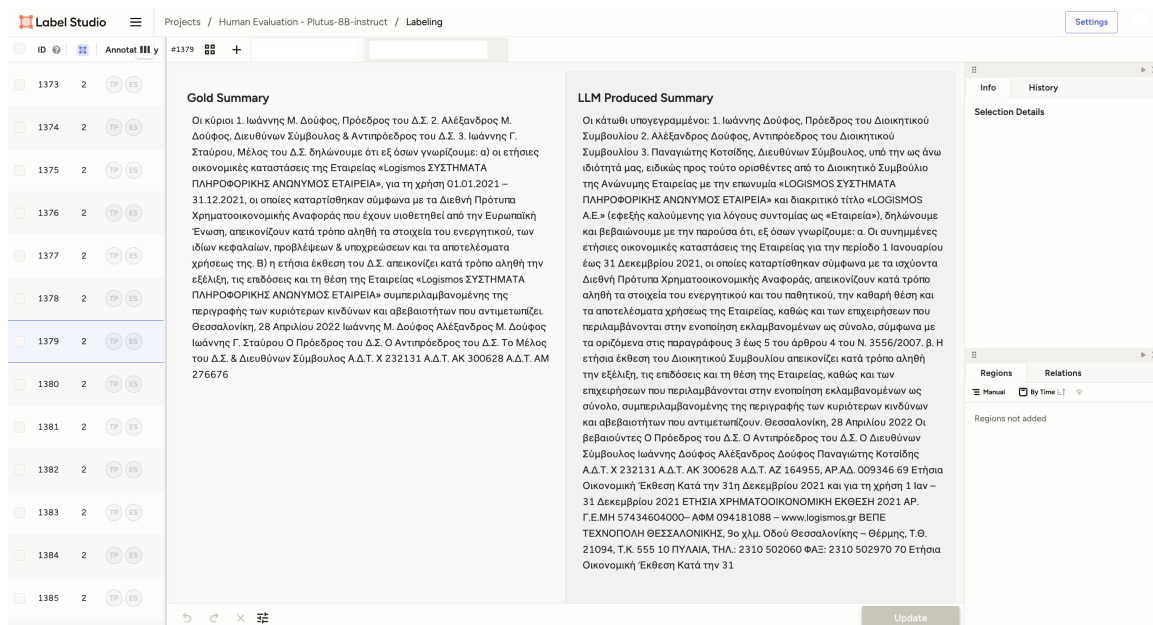 Label Studio
Projects / Human Evaluation - Plutus-8B-instruct / Labeling
Settings
ID
Annotat
y
#1379
1373 2 TP ES
1374 2 TP ES
1375 2 TP ES
1376 2 TP ES
1377 2 TP ES
1378 2 TP ES
1379 2 TP ES
1380 2 TP ES
1381 2 TP ES
1382 2 TP ES
1383 2 TP ES
1384 2 TP ES
1385 2 TP ES
Gold Summary
Οι κύριοι 1. Ιωάννης Μ. Δούφος, Πρόεδρος του Δ.Σ. 2. Αλέξανδρος Μ.
Δούφος, Διευθύνων Σύμβουλος & Αντιπρόεδρος του Δ.Σ. 3. Ιωάννης Γ.
Σταύρου, Μέλος του Δ.Σ. δηλώνουμε ότι εξ όσων γνωρίζουμε: α) οι ετήσιες
οικονομικές καταστάσεις της Εταιρείας «Logismos ΣΥΣΤΗΜΑΤΑ
ΠΛΗΡΟΦΟΡΙΚΗΣ ΑΝΩΝΥΜΟΣ ΕΤΑΙΡΕΙΑ», για τη χρήση 01.01.2021 –
31.12.2021, οι οποίες καταρτίσθηκαν σύμφωνα με τα Διεθνή Πρότυπα
Χρηματοοικονομικής Αναφοράς που έχουν υιοθετηθεί από την Ευρωπαϊκή
Ένωση, απεικονίζουν κατά τρόπο αληθή τα στοιχεία του ενεργητικού, των
ιδίων κεφαλαίων, προβλέψεων & υποχρεώσεων και τα αποτελέσματα
χρήσεως της. Β) η ετήσια έκθεση του Δ.Σ. απεικονίζει κατά τρόπο αληθή την
εξέλιξη, τις επιδόσεις και τη θέση της Εταιρείας «Logismos ΣΥΣΤΗΜΑΤΑ
ΠΛΗΡΟΦΟΡΙΚΗΣ ΑΝΩΝΥΜΟΣ ΕΤΑΙΡΕΙΑ» συμπεριλαμβανομένης της
περιγραφής των κυριότερων κινδύνων και αβεβαιοτήτων που αντιμετωπίζει.
Θεσσαλονίκη, 28 Απριλίου 2022 Ιωάννης Μ. Δούφος Αλέξανδρος Μ. Δούφος
Ιωάννης Γ. Σταύρου Ο Πρόεδρος του Δ.Σ. Ο Αντιπρόεδρος του Δ.Σ. Το Μέλος
του Δ.Σ. & Διευθύνων Σύμβουλος Α.Δ.Τ. Χ 232131 Α.Δ.Τ. ΑΚ 300628 Α.Δ.Τ. ΑΜ
276676
LLM Produced Summary
Οι κάτωθι υπογεγραμμένοι: 1. Ιωάννης Δούφος, Πρόεδρος του Διοικητικού
Συμβουλίου 2. Αλέξανδρος Δούφος, Αντιπρόεδρος του Διοικητικού
Συμβουλίου 3. Παναγιώτης Κοτσίδης, Διευθύνων Σύμβουλος, υπό την ως άνω
ιδιότητά μας, ειδικώς προς τούτο ορισθέντες από το Διοικητικό Συμβούλιο
της Ανώνυμης Εταιρείας με την επωνυμία «LOGISMOS ΣΥΣΤΗΜΑΤΑ
ΠΛΗΡΟΦΟΡΙΚΗΣ ΑΝΩΝΥΜΟΣ ΕΤΑΙΡΕΙΑ» και διακριτικό τίτλο «LOGISMOS
Α.Ε.» (εφεξής καλούμενης για λόγους συντομίας ως «Εταιρεία»), δηλώνουμε
και βεβαιώνουμε με την παρούσα ότι, εξ όσων γνωρίζουμε: α. Οι συνημμένες
ετήσιες οικονομικές καταστάσεις της Εταιρείας για την περίοδο 1 Ιανουαρίου
έως 31 Δεκεμβρίου 2021, οι οποίες καταρτίσθηκαν σύμφωνα με τα ισχύοντα
Διεθνή Πρότυπα Χρηματοοικονομικής Αναφοράς, απεικονίζουν κατά τρόπο
αληθή τα στοιχεία του ενεργητικού και του παθητικού, την καθαρή θέση και
τα αποτελέσματα χρήσεως της Εταιρείας, καθώς και των επιχειρήσεων που
περιλαμβάνονται στην ενοποίηση εκλαμβανομένων ως σύνολο, σύμφωνα με
τα οριζόμενα στις παραγράφους 3 έως 5 του άρθρου 4 του Ν. 3556/2007. β. Η
ετήσια έκθεση του Διοικητικού Συμβουλίου απεικονίζει κατά τρόπο αληθή
την εξέλιξη, τις επιδόσεις και τη θέση της Εταιρείας, καθώς και των
επιχειρήσεων που περιλαμβάνονται στην ενοποίηση εκλαμβανομένων ως
σύνολο, συμπεριλαμβανομένης της περιγραφής των κυριότερων κινδύνων
και αβεβαιοτήτων που αντιμετωπίζουν. Θεσσαλονίκη, 28 Απριλίου 2022 Οι
βεβαιούντες Ο Πρόεδρος του Δ.Σ. Ο Αντιπρόεδρος του Δ.Σ. Ο Διευθύνων
Σύμβουλος Ιωάννης Δούφος Αλέξανδρος Δούφος Παναγιώτης Κοτσίδης
Α.Δ.Τ. Χ 232131 Α.Δ.Τ. ΑΚ 300628 Α.Δ.Τ. ΑΖ 164955, ΑΡ.ΑΔ. 009346 69 Ετήσια
Οικονομική Έκθεση Κατά την 31η Δεκεμβρίου 2021 και για τη χρήση 1 Ιαν –
31 Δεκεμβρίου 2021 ΕΤΗΣΙΑ ΧΡΗΜΑΤΟΟΙΚΟΝΟΜΙΚΗ ΕΚΘΕΣΗ 2021 ΑΡ.
Γ.Ε.ΜΗ 57434604000– ΑΦΜ 094181088 – www.logismos.gr ΒΕΠΕ
ΤΕΧΝΟΠΟΛΗ ΘΕΣΣΑΛΟΝΙΚΗΣ, 9ο χλμ. Οδού Θεσσαλονίκης – Θέρμης, Τ.Θ.
21094, Τ.Κ. 555 10 ΠΥΛΑΙΑ, ΤΗΛ.: 2310 502060 ΦΑΞ: 2310 502970 70 Ετήσια
Οικονομική Έκθεση Κατά την 31
Info History
Selection Details
Regions Relations
Manual By Time
Regions not added
Update